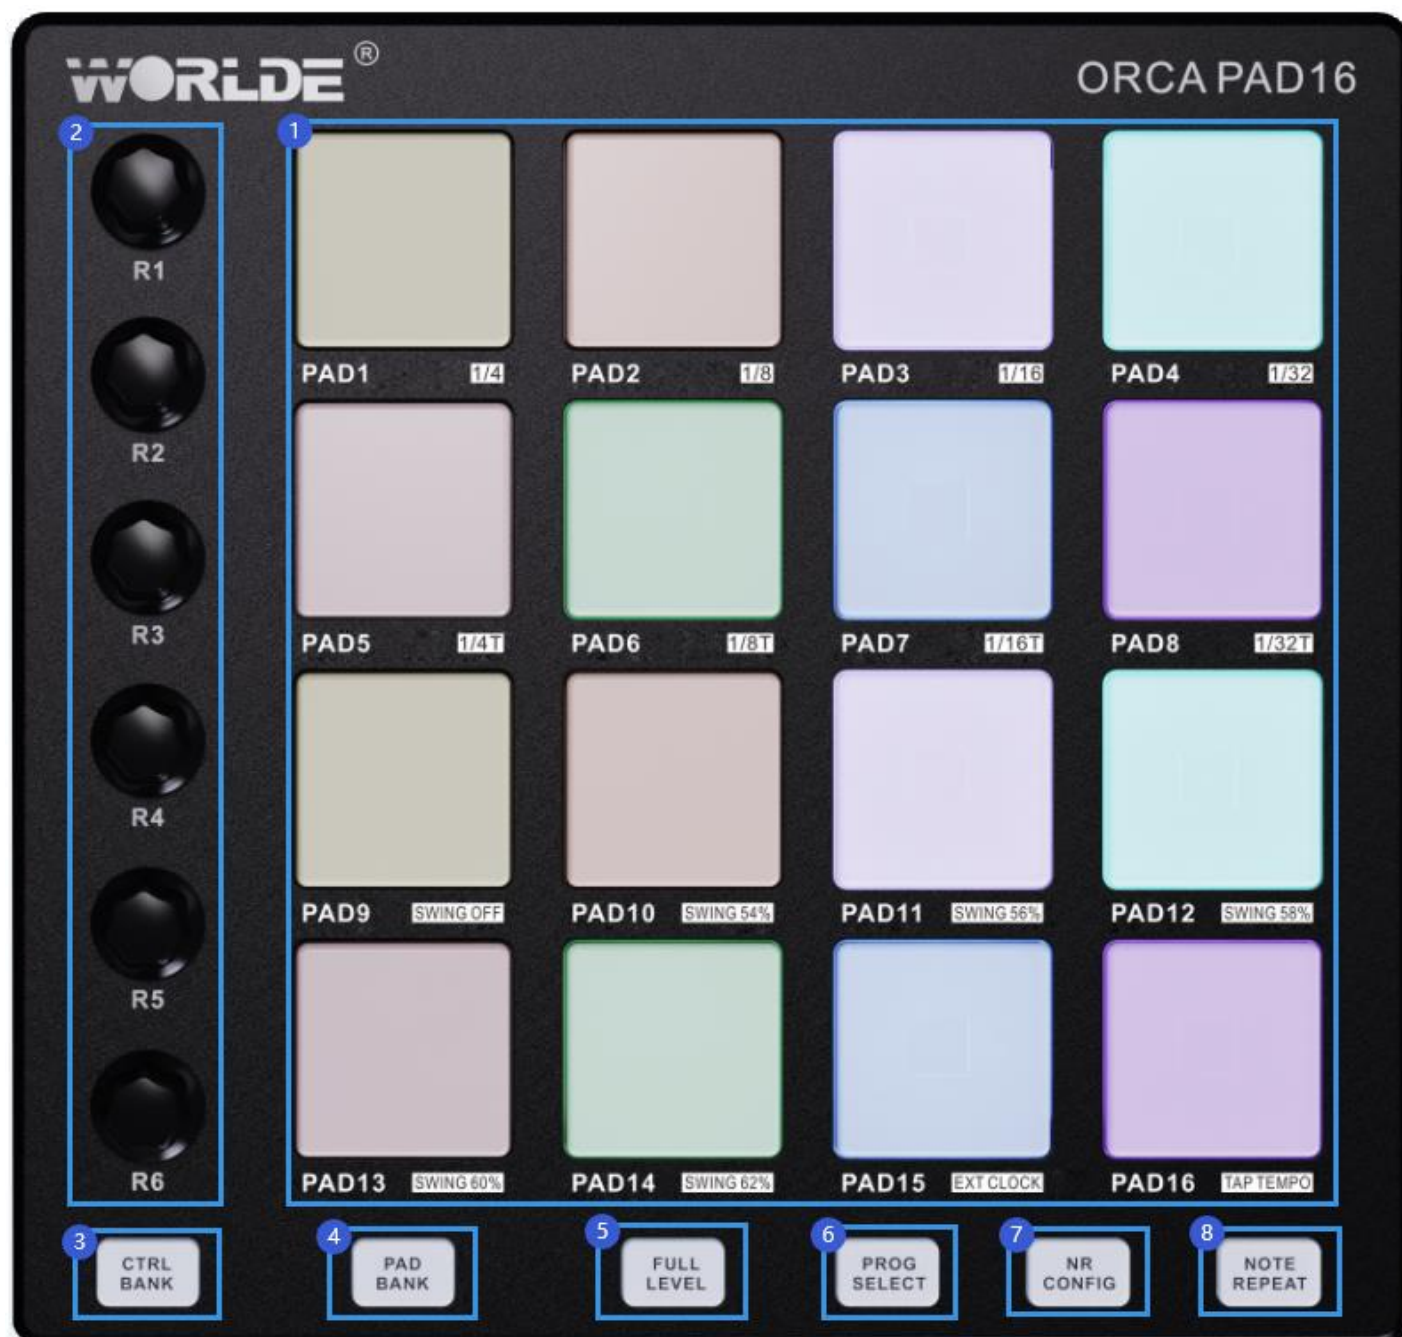 WORLDE®
ORCA PAD16
2
1
R1
R2
R3
R4
R5
R6
PAD1 1/4
PAD2 1/8
PAD3 1/16
PAD4 1/32
PAD5 1/4T
PAD6 1/8T
PAD7 1/16T
PAD8 1/32T
PAD9 SWING OFF
PAD10 SWING 54%
PAD11 SWING 56%
PAD12 SWING 58%
PAD13 SWING 60%
PAD14 SWING 62%
PAD15 EXT CLOCK
PAD16 TAP TEMPO
3
CTRL
BANK
4
PAD
BANK
5
FULL
LEVEL
6
PROG
SELECT
7
NR
CONFIG
8
NOTE
REPEAT